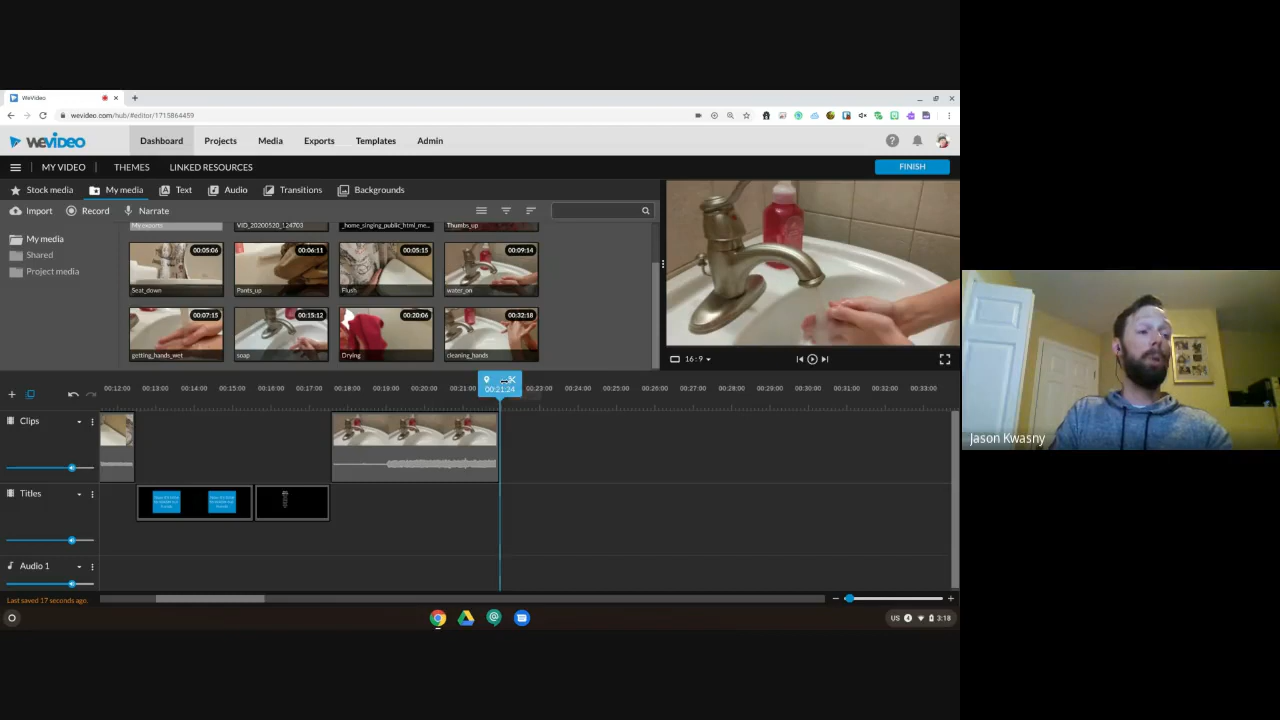 WeVideo
wevideo.com/hub/#editor/1715864459
WEVIDEO
Dashboard Projects Media Exports Templates Admin
MY VIDEO THEMES LINKED RESOURCES FINISH
Stock media My media Text Audio Transitions Backgrounds
Import Record Narrate
My media
Shared
Project media
My exports VID_20200520_124703 _home_singing_public_html_me... Thumbs_up
00:05:06 00:06:11 00:05:15 00:09:14
Seat_down Pants_up Flush water_on
00:07:15 00:15:12 00:20:06 00:32:18
getting_hands_wet soap Drying cleaning_hands
16:9
00:12:00 00:13:00 00:14:00 00:15:00 00:16:00 00:17:00 00:18:00 00:19:00 00:20:00 00:21:00 00:21:24 00:23:00 00:24:00 00:25:00 00:26:00 00:27:00 00:28:00 00:29:00 00:30:00 00:31:00 00:32:00 00:33:00
Clips
Titles
Audio 1
Last saved 17 seconds ago.
US 3:18
Jason Kwasny